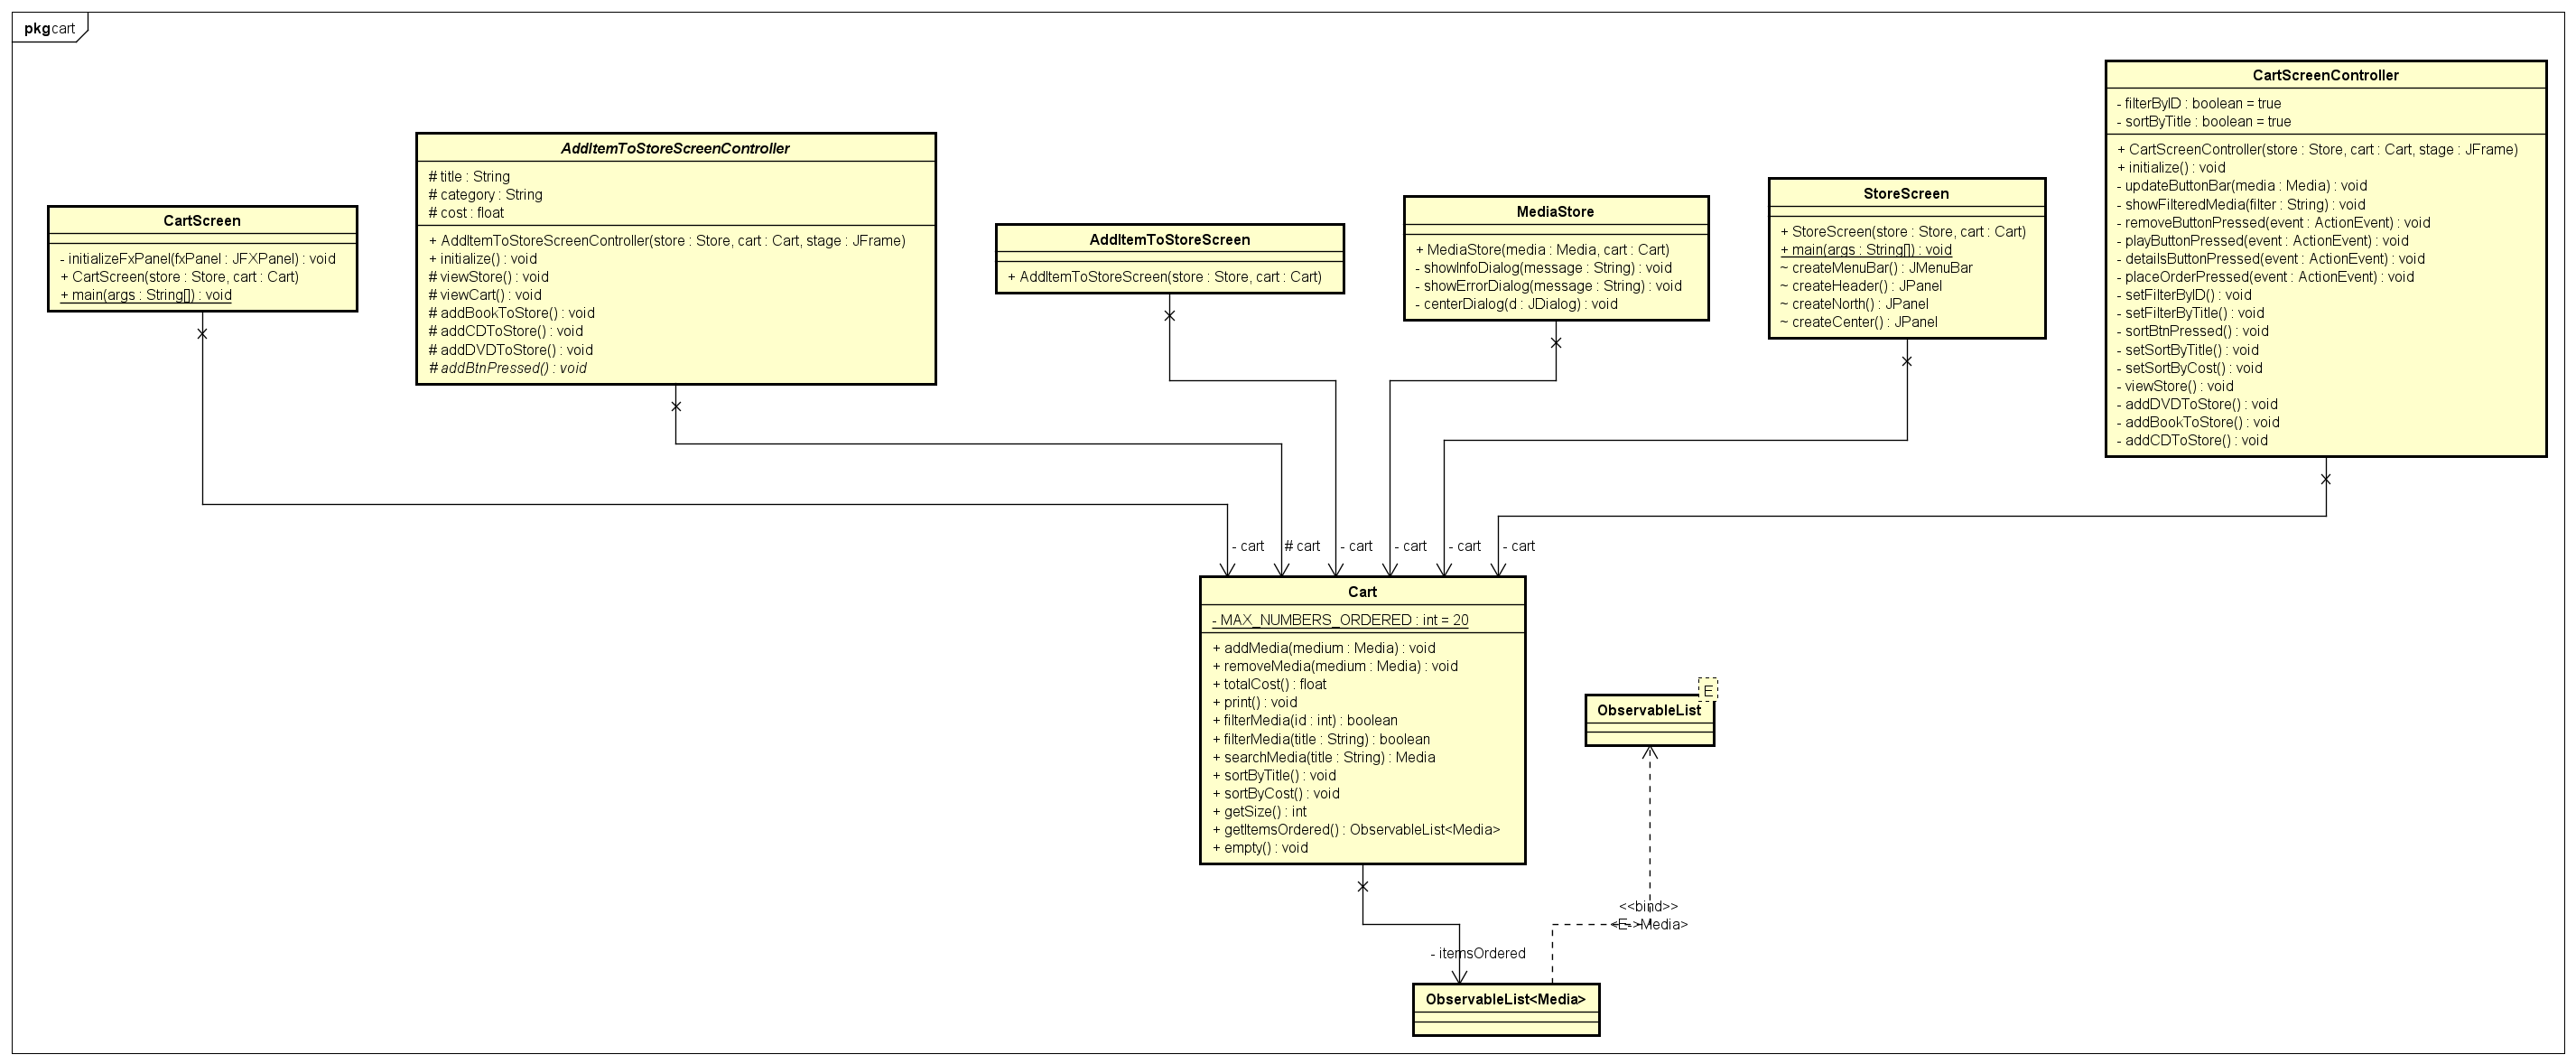 pkg cart
CartScreen
- initializeFxPanel(fxPanel : JFXPanel) : void
+ CartScreen(store : Store, cart : Cart)
+ main(args : String[]) : void
AddItemToStoreScreenController
# title : String
# category : String
# cost : float
+ AddItemToStoreScreenController(store : Store, cart : Cart, stage : JFrame)
+ initialize() : void
# viewStore() : void
# viewCart() : void
# addBookToStore() : void
# addCDToStore() : void
# addDVDToStore() : void
# addBtnPressed() : void
AddItemToStoreScreen
+ AddItemToStoreScreen(store : Store, cart : Cart)
MediaStore
+ MediaStore(media : Media, cart : Cart)
- showInfoDialog(message : String) : void
- showErrorDialog(message : String) : void
- centerDialog(d : JDialog) : void
StoreScreen
+ StoreScreen(store : Store, cart : Cart)
+ main(args : String[]) : void
~ createMenuBar() : JMenuBar
~ createHeader() : JPanel
~ createNorth() : JPanel
~ createCenter() : JPanel
CartScreenController
- filterByID : boolean = true
- sortByTitle : boolean = true
+ CartScreenController(store : Store, cart : Cart, stage : JFrame)
+ initialize() : void
- updateButtonBar(media : Media) : void
- showFilteredMedia(filter : String) : void
- removeButtonPressed(event : ActionEvent) : void
- playButtonPressed(event : ActionEvent) : void
- detailsButtonPressed(event : ActionEvent) : void
- placeOrderPressed(event : ActionEvent) : void
- setFilterByID() : void
- setFilterByTitle() : void
- sortBtnPressed() : void
- setSortByTitle() : void
- setSortByCost() : void
- viewStore() : void
- addDVDToStore() : void
- addBookToStore() : void
- addCDToStore() : void
- cart
# cart
- cart
- cart
- cart
- cart
Cart
- MAX_NUMBERS_ORDERED : int = 20
+ addMedia(medium : Media) : void
+ removeMedia(medium : Media) : void
+ totalCost() : float
+ print() : void
+ filterMedia(id : int) : boolean
+ filterMedia(title : String) : boolean
+ searchMedia(title : String) : Media
+ sortByTitle() : void
+ sortByCost() : void
+ getSize() : int
+ getItemsOrdered() : ObservableList<Media>
+ empty() : void
E
ObservableList
<<bind>>
<E->Media>
- itemsOrdered
ObservableList<Media>